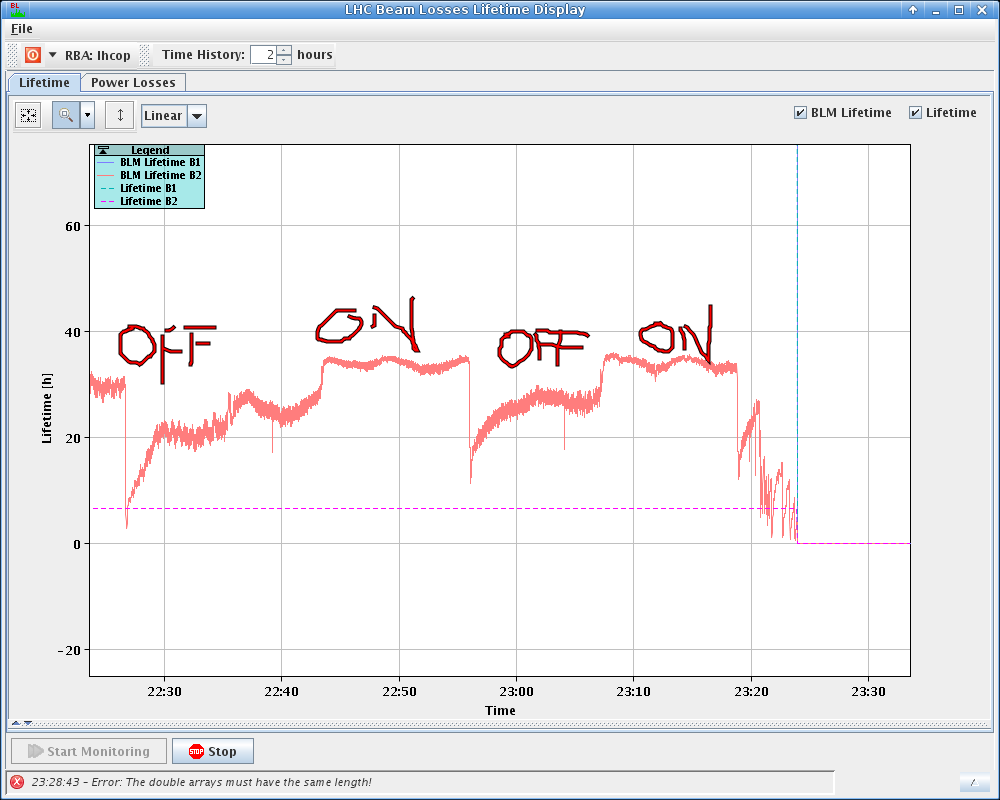 BL
LHC Beam Losses Lifetime Display
File
RBA: lhcop Time History: 2 hours
Lifetime Power Losses
Linear BLM Lifetime Lifetime
Legend
BLM Lifetime B1
BLM Lifetime B2
Lifetime B1
Lifetime B2
60
40
20
0
-20
Lifetime [h]
OFF ON OFF ON
22:30 22:40 22:50 23:00 23:10 23:20 23:30
Time
Start Monitoring STOP Stop
23:28:43 – Error: The double arrays must have the same length!